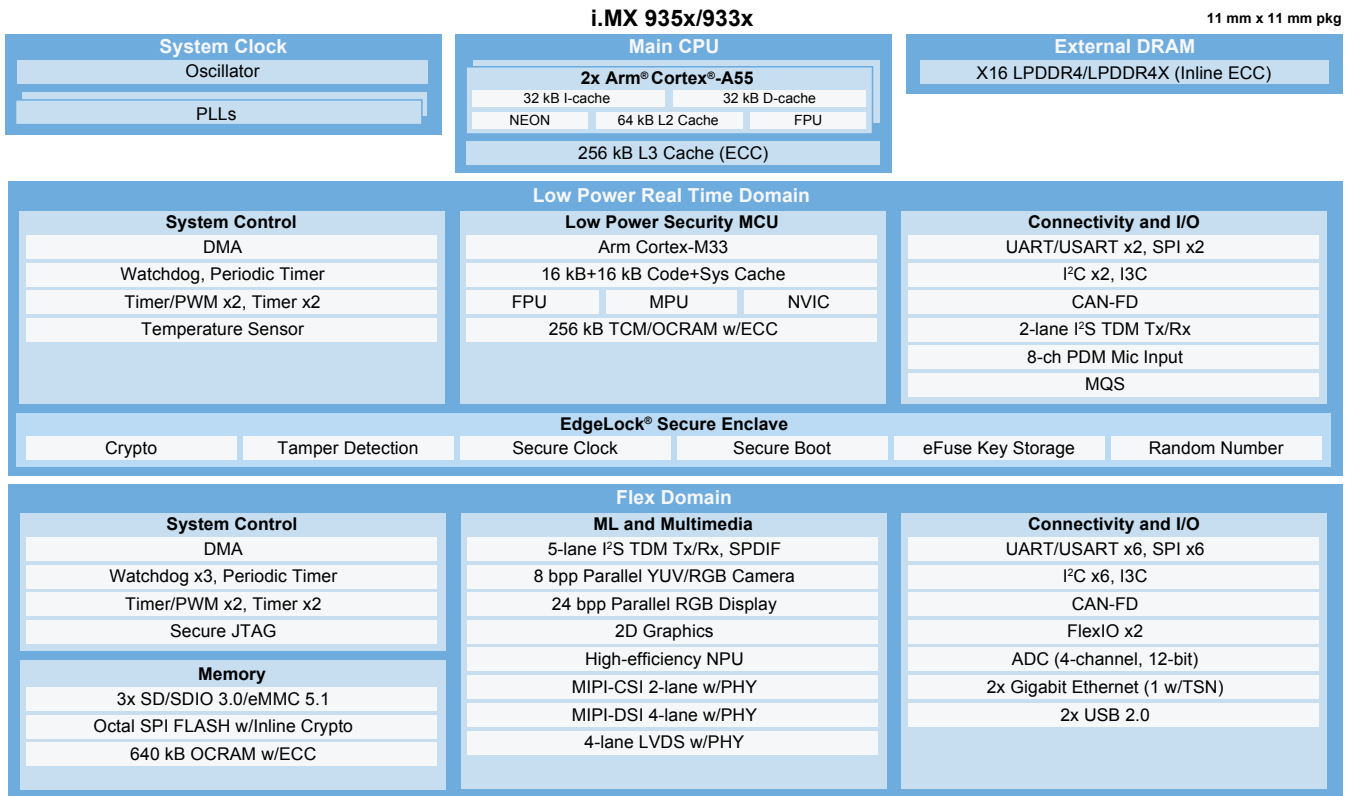 i.MX 935x/933x
11 mm x 11 mm pkg
System Clock
Oscillator
PLLs
Main CPU
2x Arm® Cortex®-A55
32 kB I-cache
32 kB D-cache
NEON
64 kB L2 Cache
FPU
256 kB L3 Cache (ECC)
External DRAM
X16 LPDDR4/LPDDR4X (Inline ECC)
Low Power Real Time Domain
System Control
DMA
Watchdog, Periodic Timer
Timer/PWM x2, Timer x2
Temperature Sensor
Low Power Security MCU
Arm Cortex-M33
16 kB+16 kB Code+Sys Cache
FPU
MPU
NVIC
256 kB TCM/OCRAM w/ECC
Connectivity and I/O
UART/USART x2, SPI x2
I²C x2, I3C
CAN-FD
2-lane I²S TDM Tx/Rx
8-ch PDM Mic Input
MQS
EdgeLock® Secure Enclave
Crypto
Tamper Detection
Secure Clock
Secure Boot
eFuse Key Storage
Random Number
Flex Domain
System Control
DMA
Watchdog x3, Periodic Timer
Timer/PWM x2, Timer x2
Secure JTAG
Memory
3x SD/SDIO 3.0/eMMC 5.1
Octal SPI FLASH w/Inline Crypto
640 kB OCRAM w/ECC
ML and Multimedia
5-lane I²S TDM Tx/Rx, SPDIF
8 bpp Parallel YUV/RGB Camera
24 bpp Parallel RGB Display
2D Graphics
High-efficiency NPU
MIPI-CSI 2-lane w/PHY
MIPI-DSI 4-lane w/PHY
4-lane LVDS w/PHY
Connectivity and I/O
UART/USART x6, SPI x6
I²C x6, I3C
CAN-FD
FlexIO x2
ADC (4-channel, 12-bit)
2x Gigabit Ethernet (1 w/TSN)
2x USB 2.0